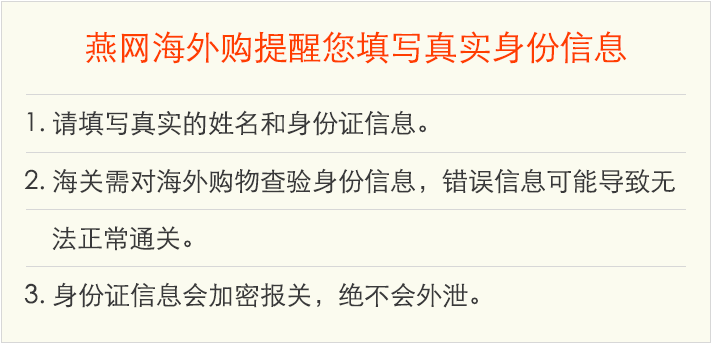 燕网海外购提醒您填写真实身份信息
1. 请填写真实的姓名和身份证信息。
2. 海关需对海外购物查验身份信息，错误信息可能导致无
法正常通关。
3. 身份证信息会加密报关，绝不会外泄。